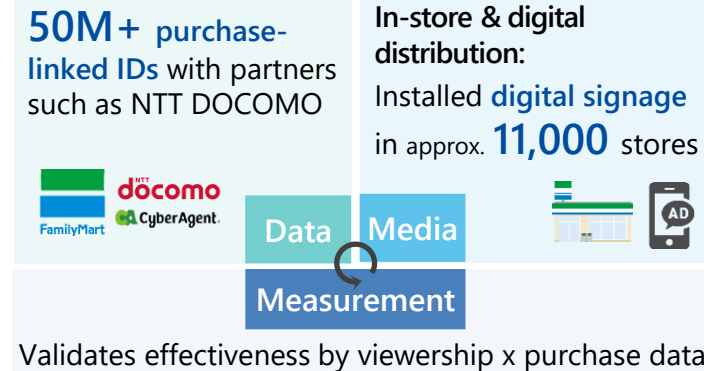 50M+ purchase-
linked IDs with partners
such as NTT DOCOMO
In-store & digital
distribution:
Installed digital signage
in approx. 11,000 stores
FamilyMart
NTT
docomo
CA CyberAgent.
AD
Data
Media
Measurement
Validates effectiveness by viewership x purchase data